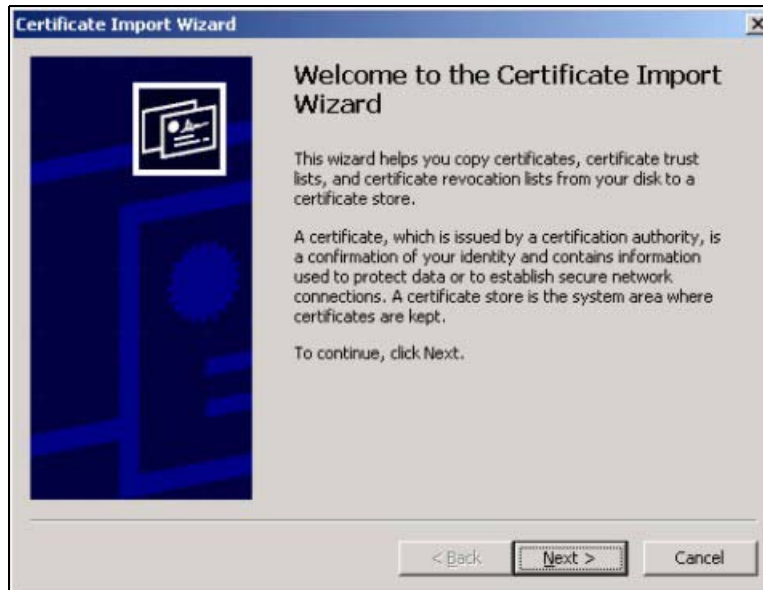 Certificate Import Wizard
Welcome to the Certificate Import
Wizard
This wizard helps you copy certificates, certificate trust
lists, and certificate revocation lists from your disk to a
certificate store.
A certificate, which is issued by a certification authority, is
a confirmation of your identity and contains information
used to protect data or to establish secure network
connections. A certificate store is the system area where
certificates are kept.
To continue, click Next.
< Back Next > Cancel